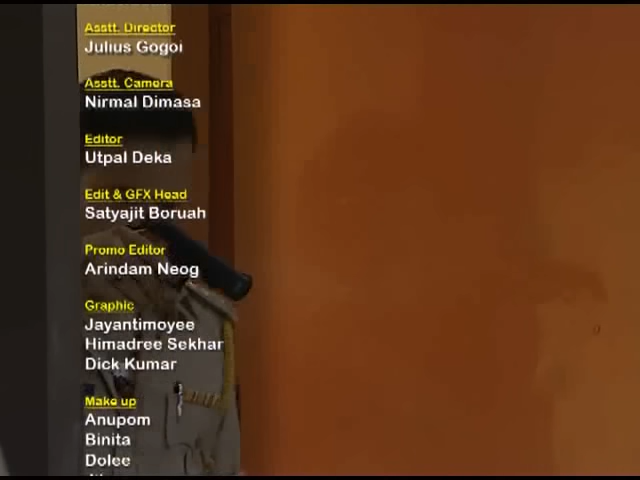 Asstt. Director
Julius Gogoi
Asstt. Camera
Nirmal Dimasa
Editor
Utpal Deka
Edit & GFX Head
Satyajit Boruah
Promo Editor
Arindam Neog
Graphic
Jayantimoyee
Himadree Sekhar
Dick Kumar
Make up
Anupom
Binita
Dolee